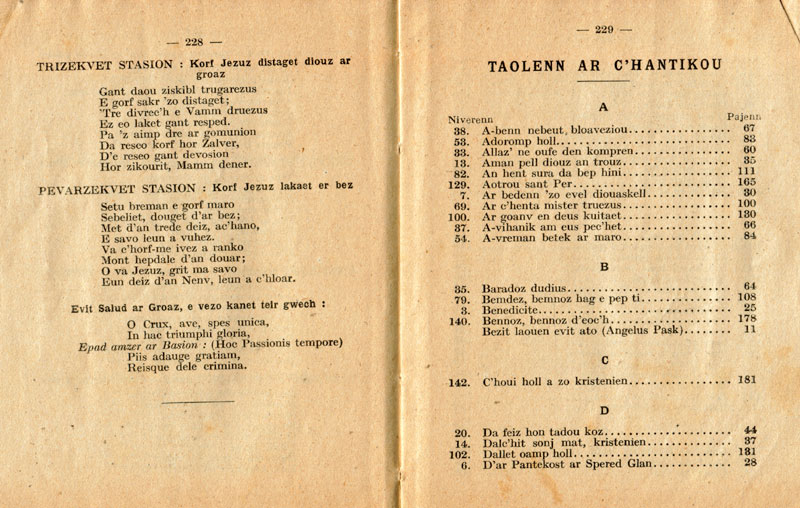 — 228 —
TRIZEKVET STASION : Korf Jezuz distaget diouz ar
groaz
Gant daou ziskibl trugarezus
E gorf sakr 'zo distaget;
'Tre divrec'h e Vamm druezus
Ez eo laket gant resped.
Pa 'z aimp dre ar gomunion
Da reseo korf hor Zalver,
D'e reseo gant devosion
Hor zikourit, Mamm dener.
PEVARZEKVET STASION : Korf Jezuz lakaet er bez
Setu breman e gorf maro
Sebeliet, douget d'ar bez;
Met d'an trede deiz, ac'hano,
E savo leun a vuhez.
Va c'horf-me ivez a ranko
Mont hepdale d'an douar;
O va Jezuz, grit ma savo
Eun deiz d'an Nenv, leun a c'hloar.
Evit Salud ar Groaz, e vezo kanet teir gwech :
O Crux, ave, spes unica,
In hac triumphi gloria,
Epad amzer ar Basion : (Hoc Passionis tempore)
Piis adauge gratiam,
Reisque dele crimina.
— 229 —
TAOLENN AR C'HANTIKOU
A
Niverenn Pajenn
38. A-benn nebeut, bloaveziou................ 67
53. Adoromp holl................ 83
33. Allaz' ne oufe den kompren................ 60
13. Aman pell diouz an trouz................ 35
82. An hent sura da bep hini................ 111
129. Aotrou sant Per................ 165
7. Ar bedenn 'zo evel diouaskell................ 30
69. Ar c'henta mister truezus................ 100
100. Ar goanv en deus kuitaet................ 130
37. A-vihanik am eus pec'het................ 66
54. A-vreman betek ar maro................ 84
B
35. Baradoz dudius................ 64
79. Bemdez, bemnoz hag e pep ti................ 108
3. Benedicite................ 25
140. Bennoz, bennoz d'eoc'h................ 178
Bezit laouen evit ato (Angelus Pask)........ 11
C
142. C'houi holl a zo kristenien................ 181
D
20. Da feiz hon tadou koz................ 44
14. Dalc'hit sonj mat, kristenien................ 37
102. Dallet oamp holl................ 131
6. D'ar Pantekost ar Spered Glan............ 28